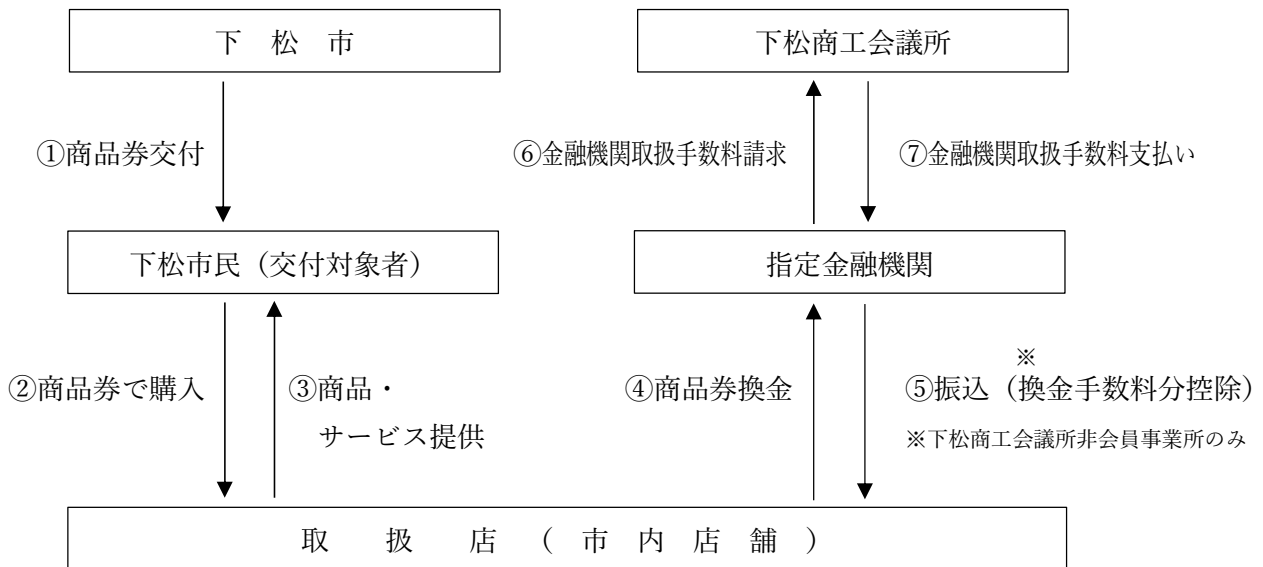 下 松 市
下松商工会議所
①商品券交付
⑥金融機関取扱手数料請求
⑦金融機関取扱手数料支払い
下松市民（交付対象者）
指定金融機関
②商品券で購入
③商品・
サービス提供
④商品券換金
※
⑤振込（換金手数料分控除）
※下松商工会議所非会員事業所のみ
取 扱 店 （ 市 内 店 舗 ）